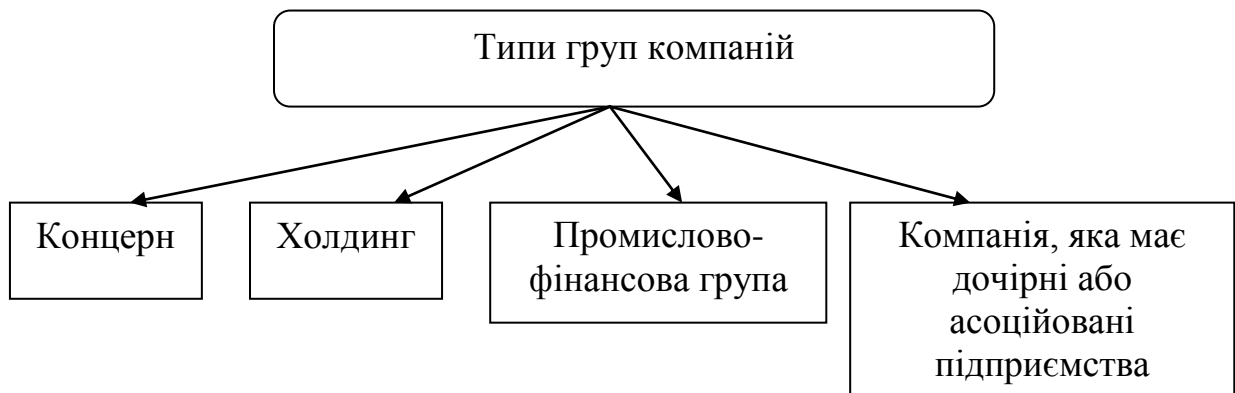 Типи груп компаній
Концерн
Холдинг
Промислово-
фінансова група
Компанія, яка має
дочірні або
асоційовані
підприємства